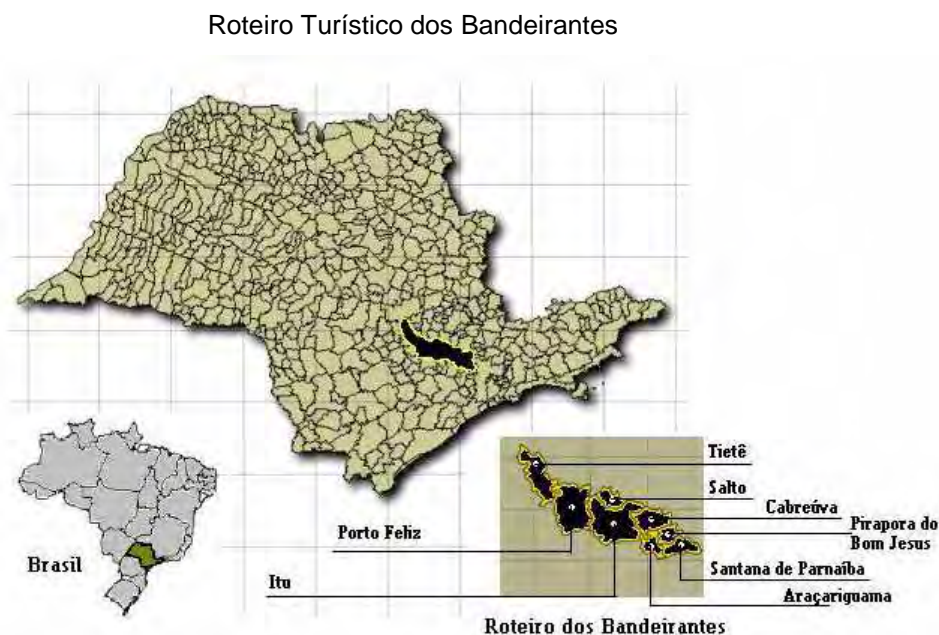 Roteiro Turístico dos Bandeirantes
Tietê
Salto
Cabreúva
Pirapora do
Bom Jesus
Porto Feliz
Santana de Parnaíba
Itu
Araçariguama
Brasil
Roteiro dos Bandeirantes